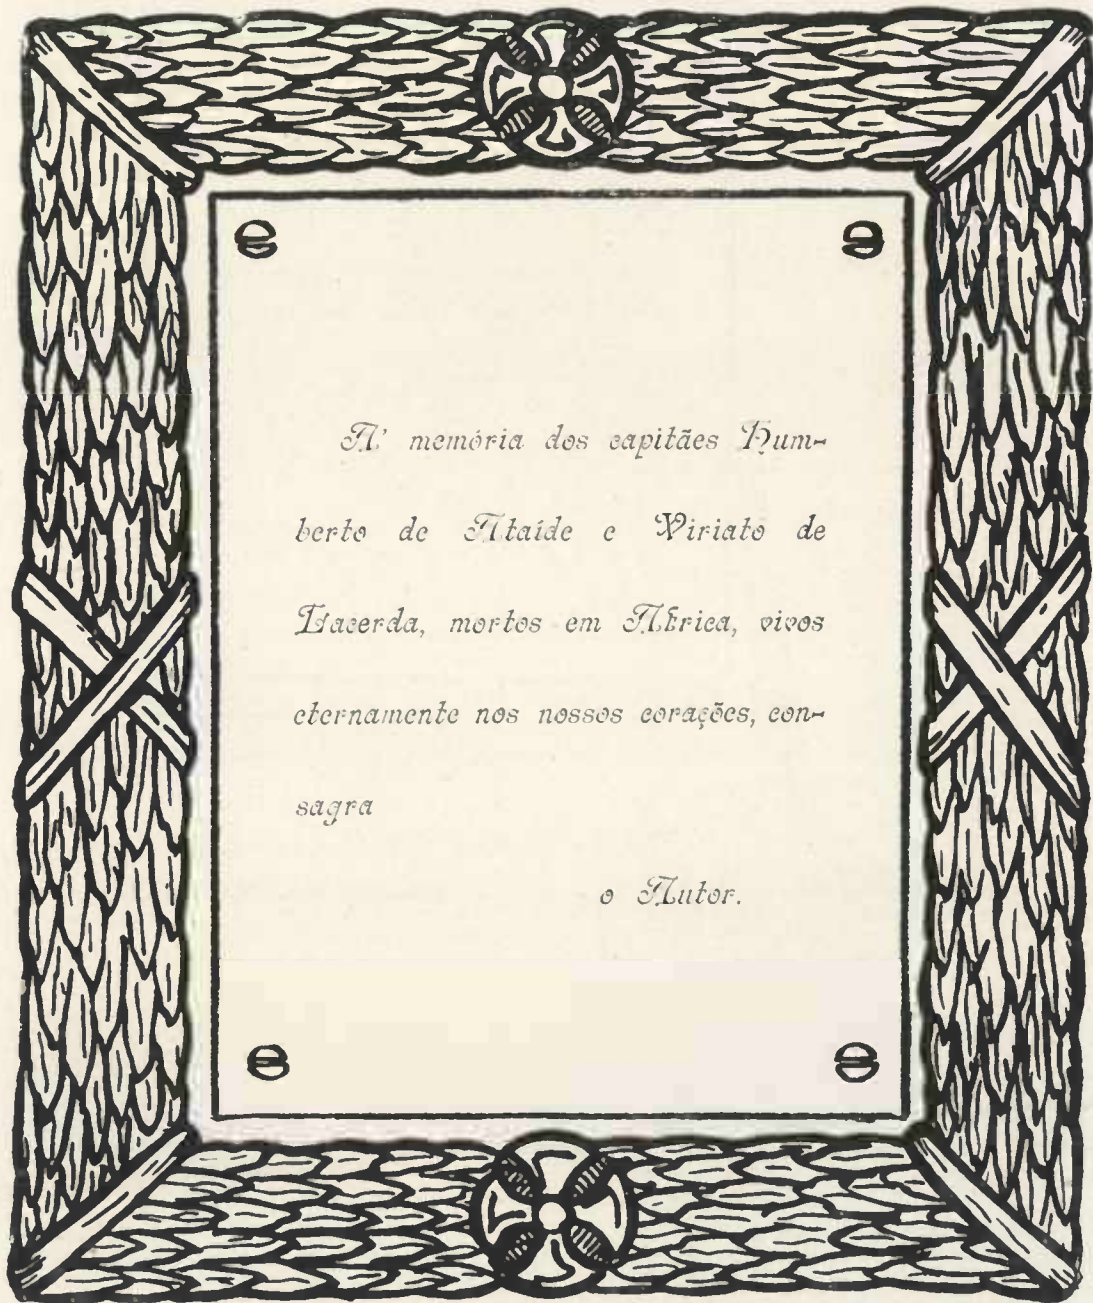 A' memória dos capitães Hum-
berto de Ataíde e Viriato de
Lacerda, mortos em Africa, vivos
eternamente nos nossos corações, con-
sagra
o Autor.